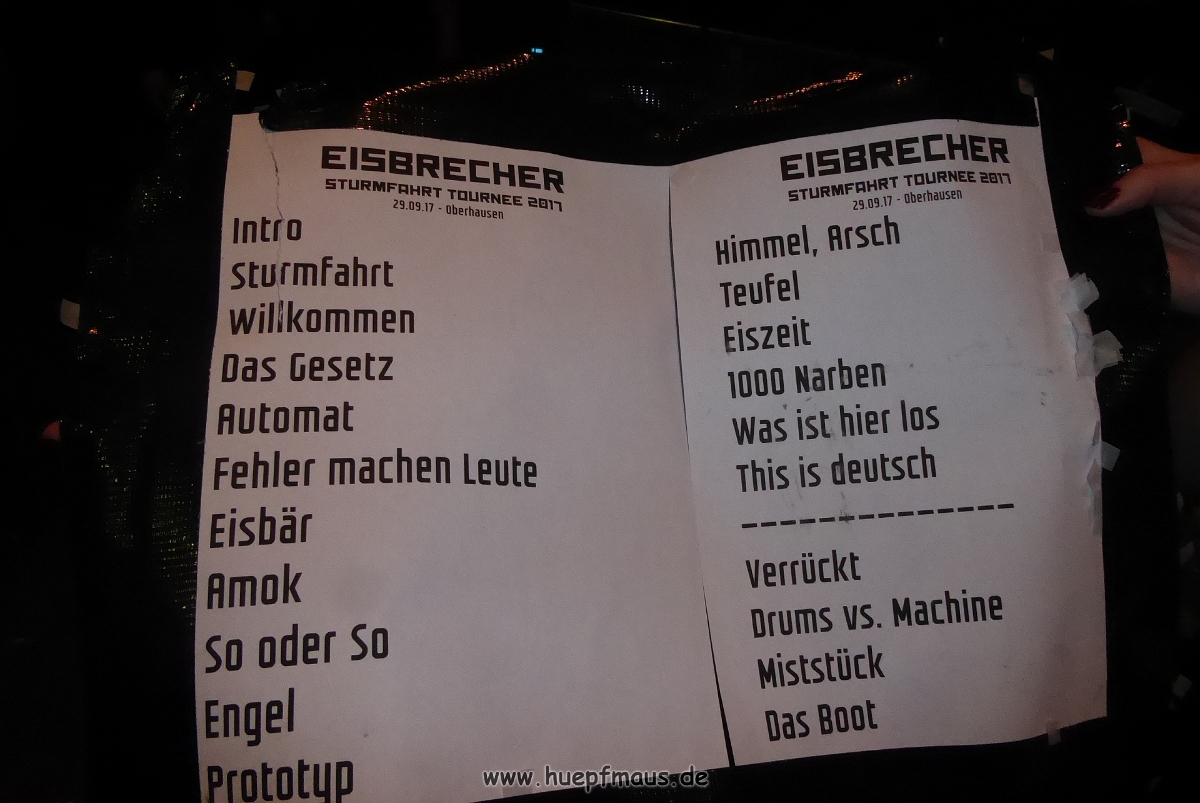 EISBRECHER
STURMFAHRT TOURNEE 2017
29.09.17 - Oberhausen
Intro
Sturmfahrt
Willkommen
Das Gesetz
Automat
Fehler machen Leute
Eisbär
Amok
So oder So
Engel
Prototyp
EISBRECHER
STURMFAHRT TOURNEE 2017
29.09.17 - Oberhausen
Himmel, Arsch
Teufel
Eiszeit
1000 Narben
Was ist hier los
This is deutsch
---------------
Verrückt
Drums vs. Machine
Miststück
Das Boot
www.huepfmaus.de